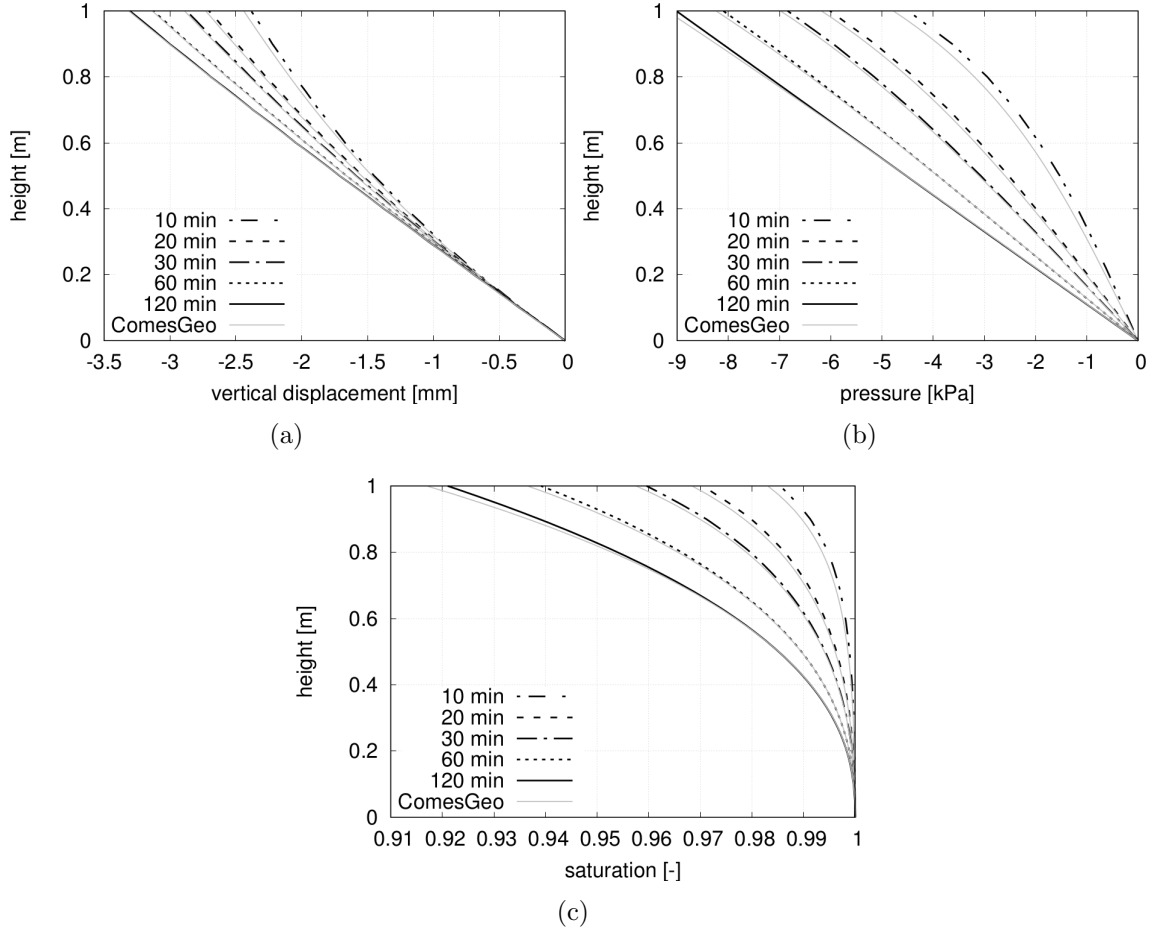 1
0.8
0.6
0.4
0.2
0
height [m]
10 min
20 min
30 min
60 min
120 min
ComesGeo
-3.5 -3 -2.5 -2 -1.5 -1 -0.5 0
vertical displacement [mm]
(a)
1
0.8
0.6
0.4
0.2
0
height [m]
10 min
20 min
30 min
60 min
120 min
ComesGeo
-9 -8 -7 -6 -5 -4 -3 -2 -1 0
pressure [kPa]
(b)
1
0.8
0.6
0.4
0.2
0
height [m]
10 min
20 min
30 min
60 min
120 min
ComesGeo
0.91 0.92 0.93 0.94 0.95 0.96 0.97 0.98 0.99 1
saturation [-]
(c)